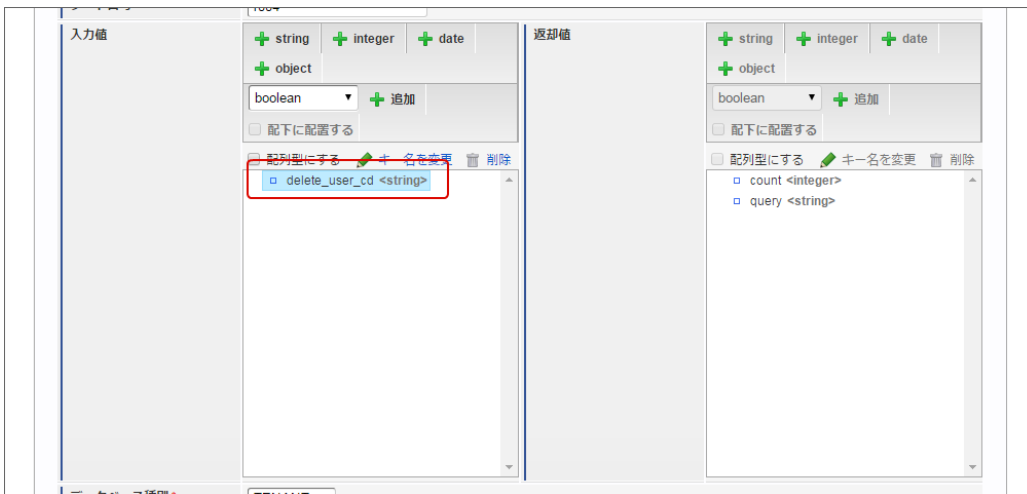 入力値
string integer date
object
boolean 追加
配下に配置する
配列型にする キー名を変更 削除
delete_user_cd <string>
返却値
string integer date
object
boolean 追加
配下に配置する
配列型にする キー名を変更 削除
count <integer>
query <string>